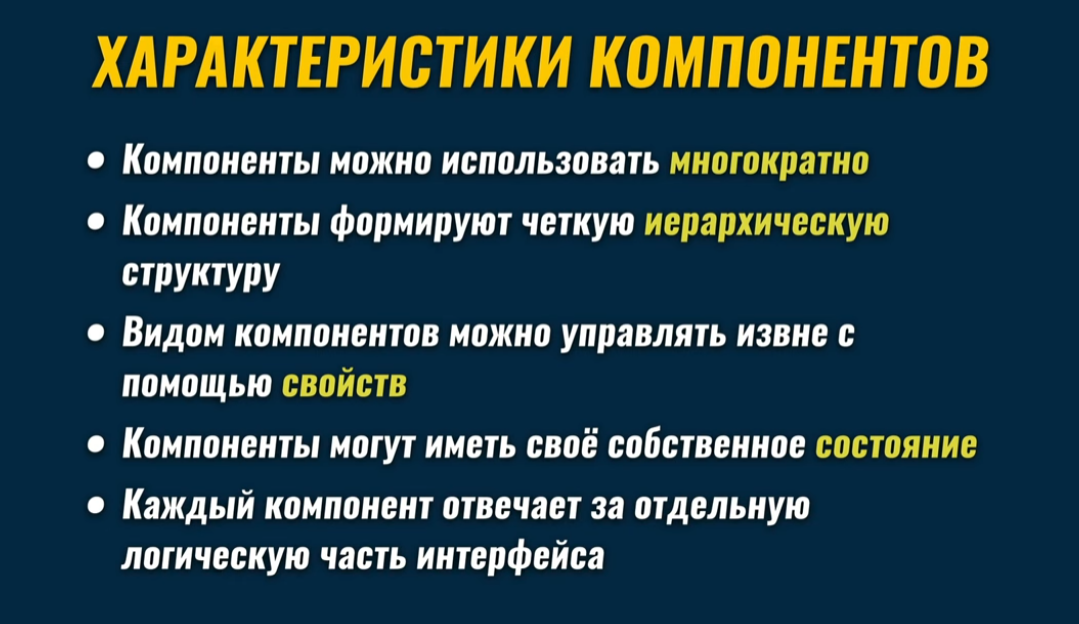 ХАРАКТЕРИСТИКИ КОМПОНЕНТОВ
• Компоненты можно использовать многократно
• Компоненты формируют четкую иерархическую
структуру
• Видом компонентов можно управлять извне с
помощью свойств
• Компоненты могут иметь своё собственное состояние
• Каждый компонент отвечает за отдельную
логическую часть интерфейса